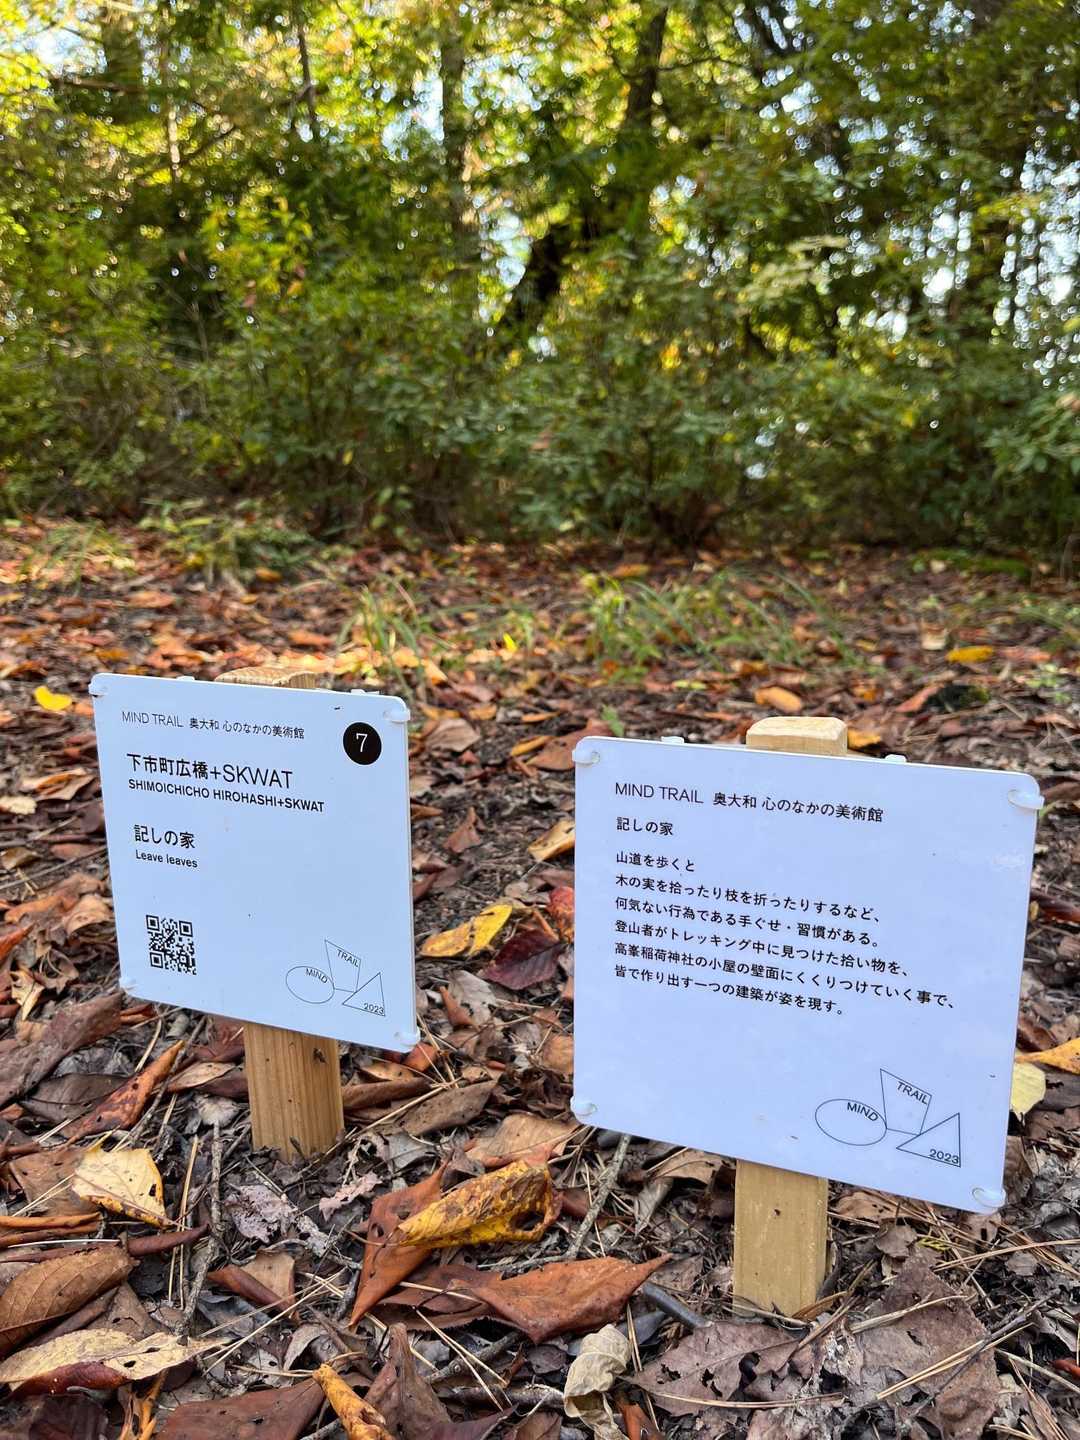 MIND TRAIL 奥大和 心のなかの美術館
7
下市町広橋+SKWAT
SHIMOICHICHO HIROHASHI+SKWAT
記しの家
Leave leaves
MIND
TRAIL
2023
MIND TRAIL 奥大和 心のなかの美術館
記しの家
山道を歩くと
木の実を拾ったり枝を折ったりするなど、
何気ない行為である手ぐせ・習慣がある。
登山者がトレッキング中に見つけた拾い物を、
高峯稲荷神社の小屋の壁面にくくりつけていく事で、
皆で作り出す一つの建築が姿を現す。
MIND
TRAIL
2023